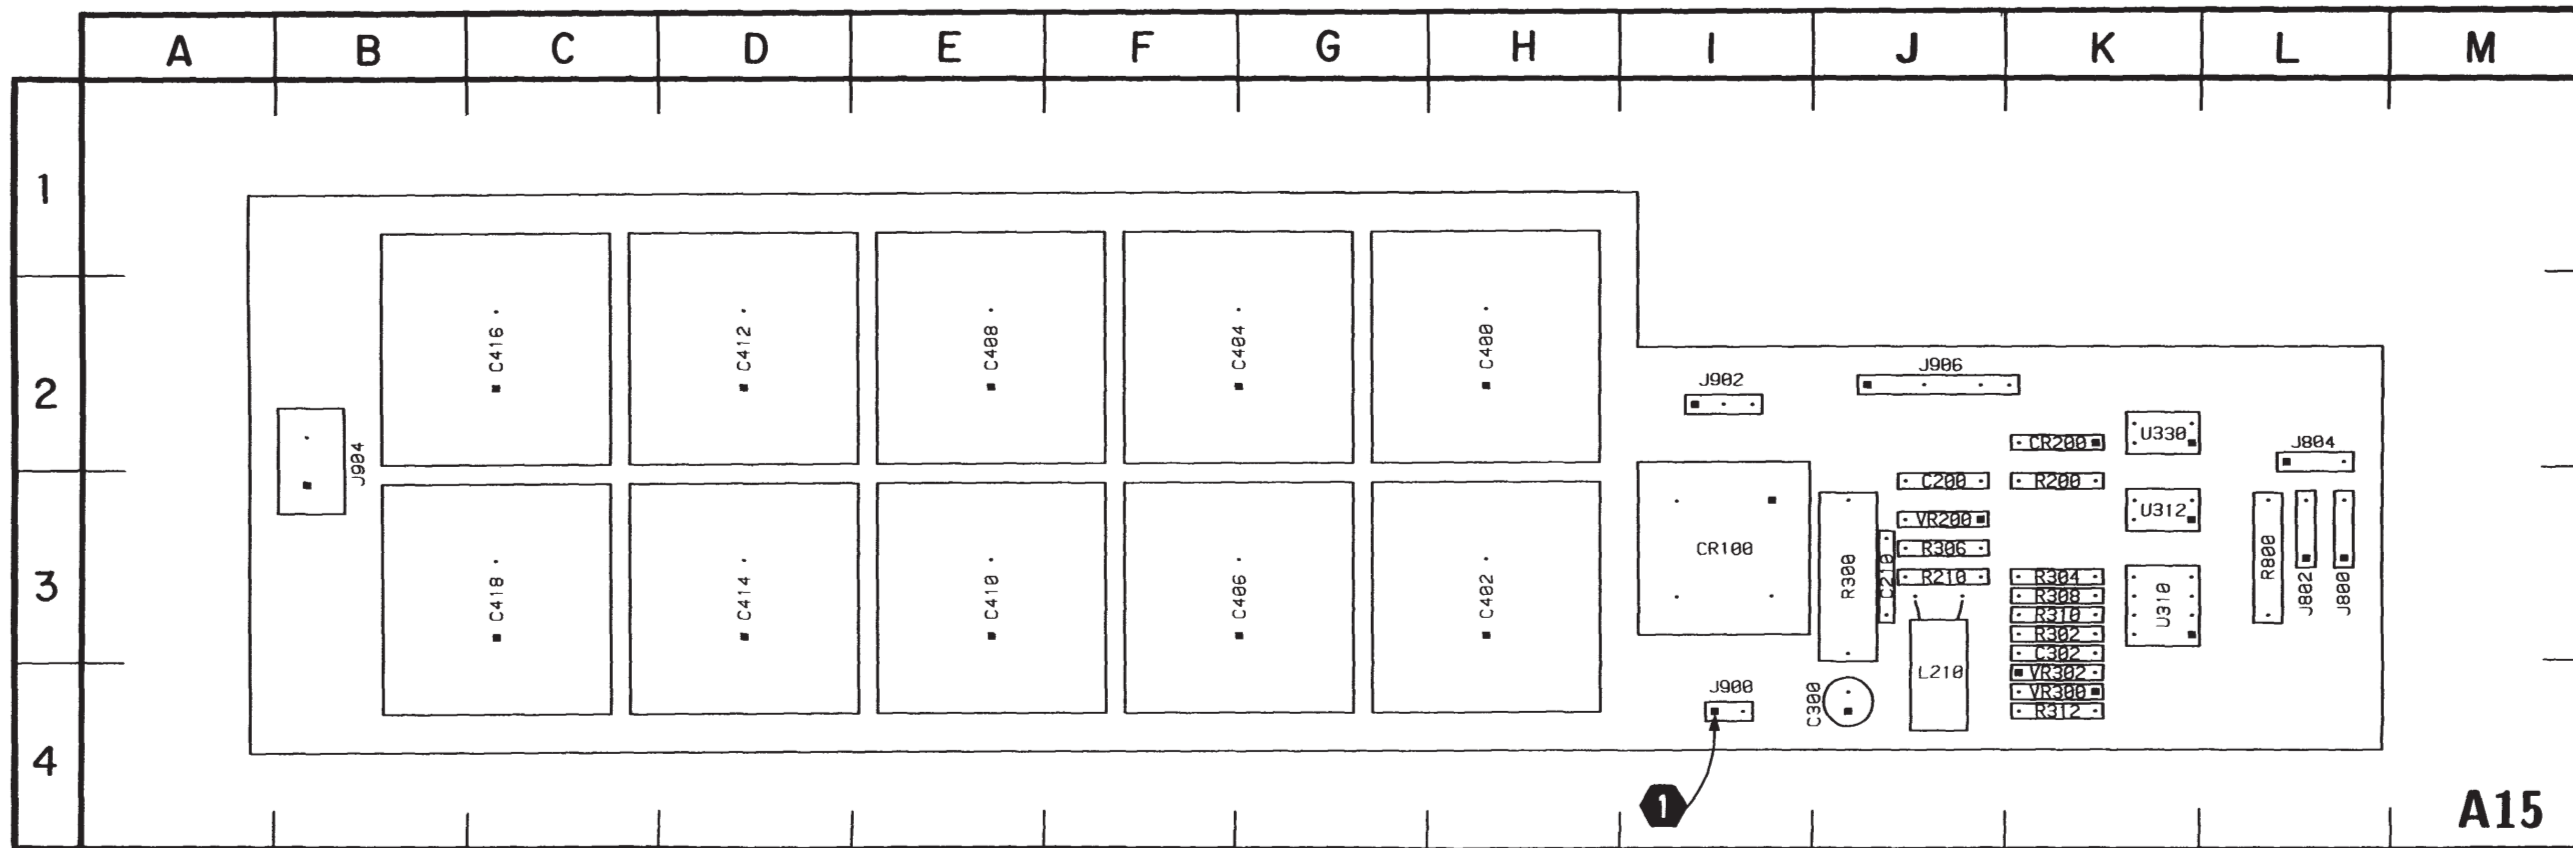 A B C D E F G H I J K L M
1
2
3
4
C416
C412
C408
C404
C400
J902
J906
J904
CR200
U330
J804
C418
C414
C410
C406
C402
CR100
R300
C210
C200
VR200
R306
R210
R200
U312
R304
R308
R310
R302
C302
VR302
VR300
R312
U310
R800
J802
J800
J900
C300
L210
1
A15